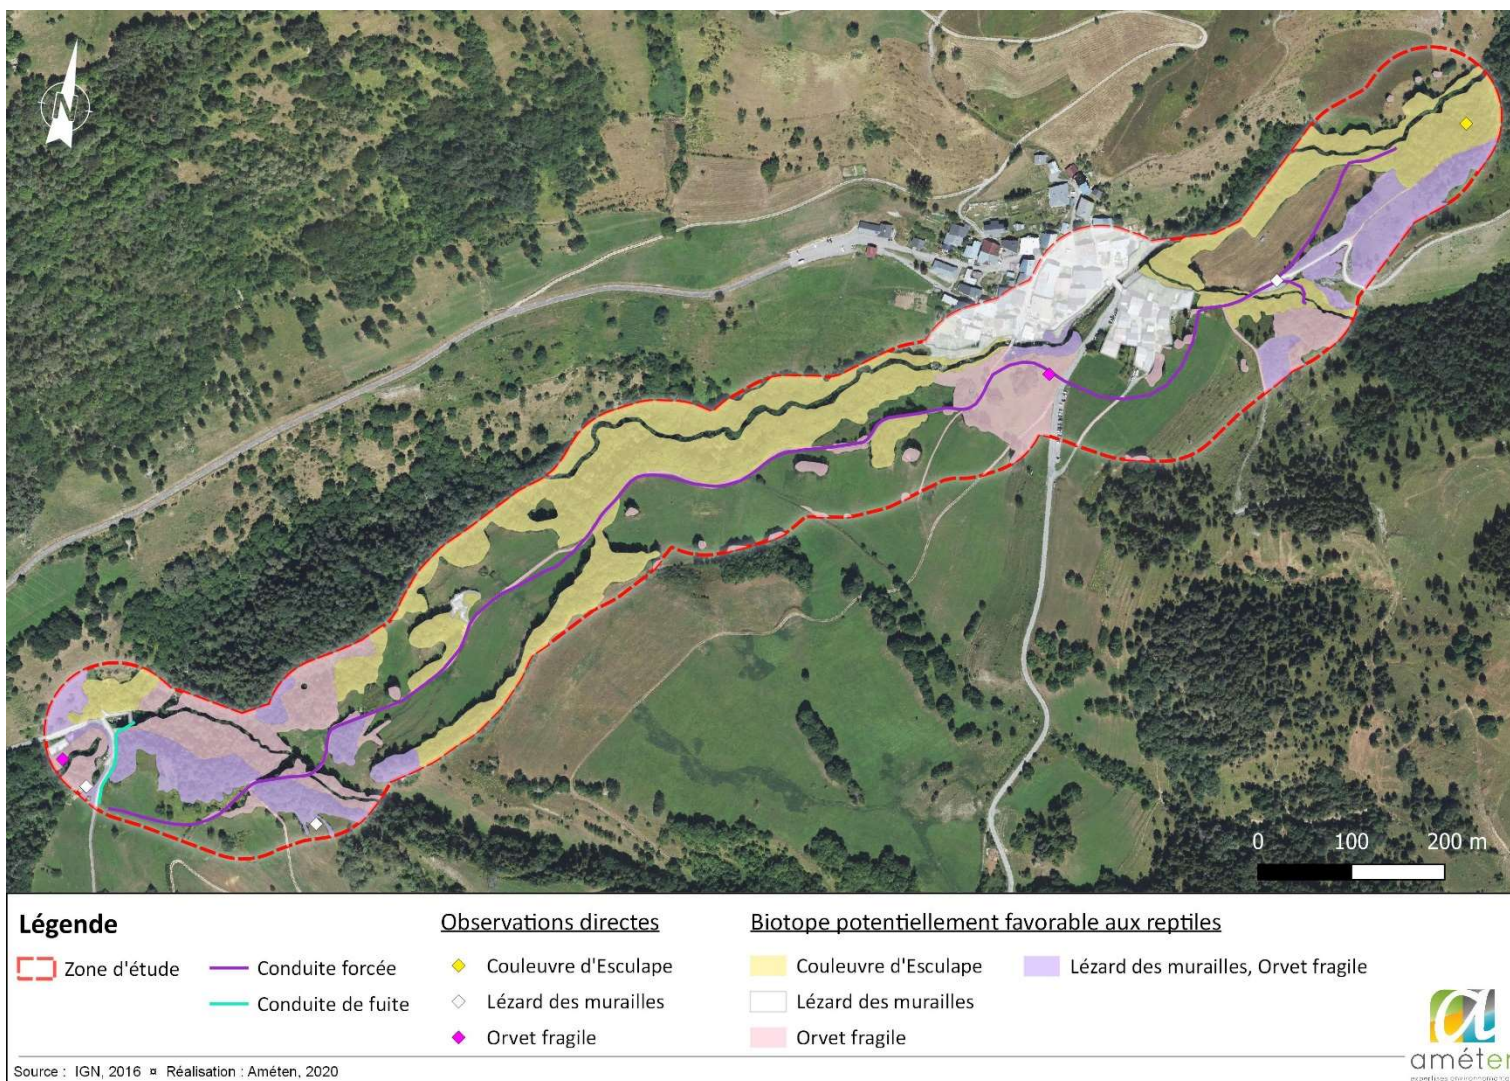 N
0 100 200 m
Légende
Zone d'étude
Conduite forcée
Conduite de fuite
Observations directes
Couleuvre d'Esculape
Lézard des murailles
Orvet fragile
Biotope potentiellement favorable aux reptiles
Couleuvre d'Esculape
Lézard des murailles
Orvet fragile
Lézard des murailles, Orvet fragile
a
améten
Source : IGN, 2016 ¤ Réalisation : Améten, 2020